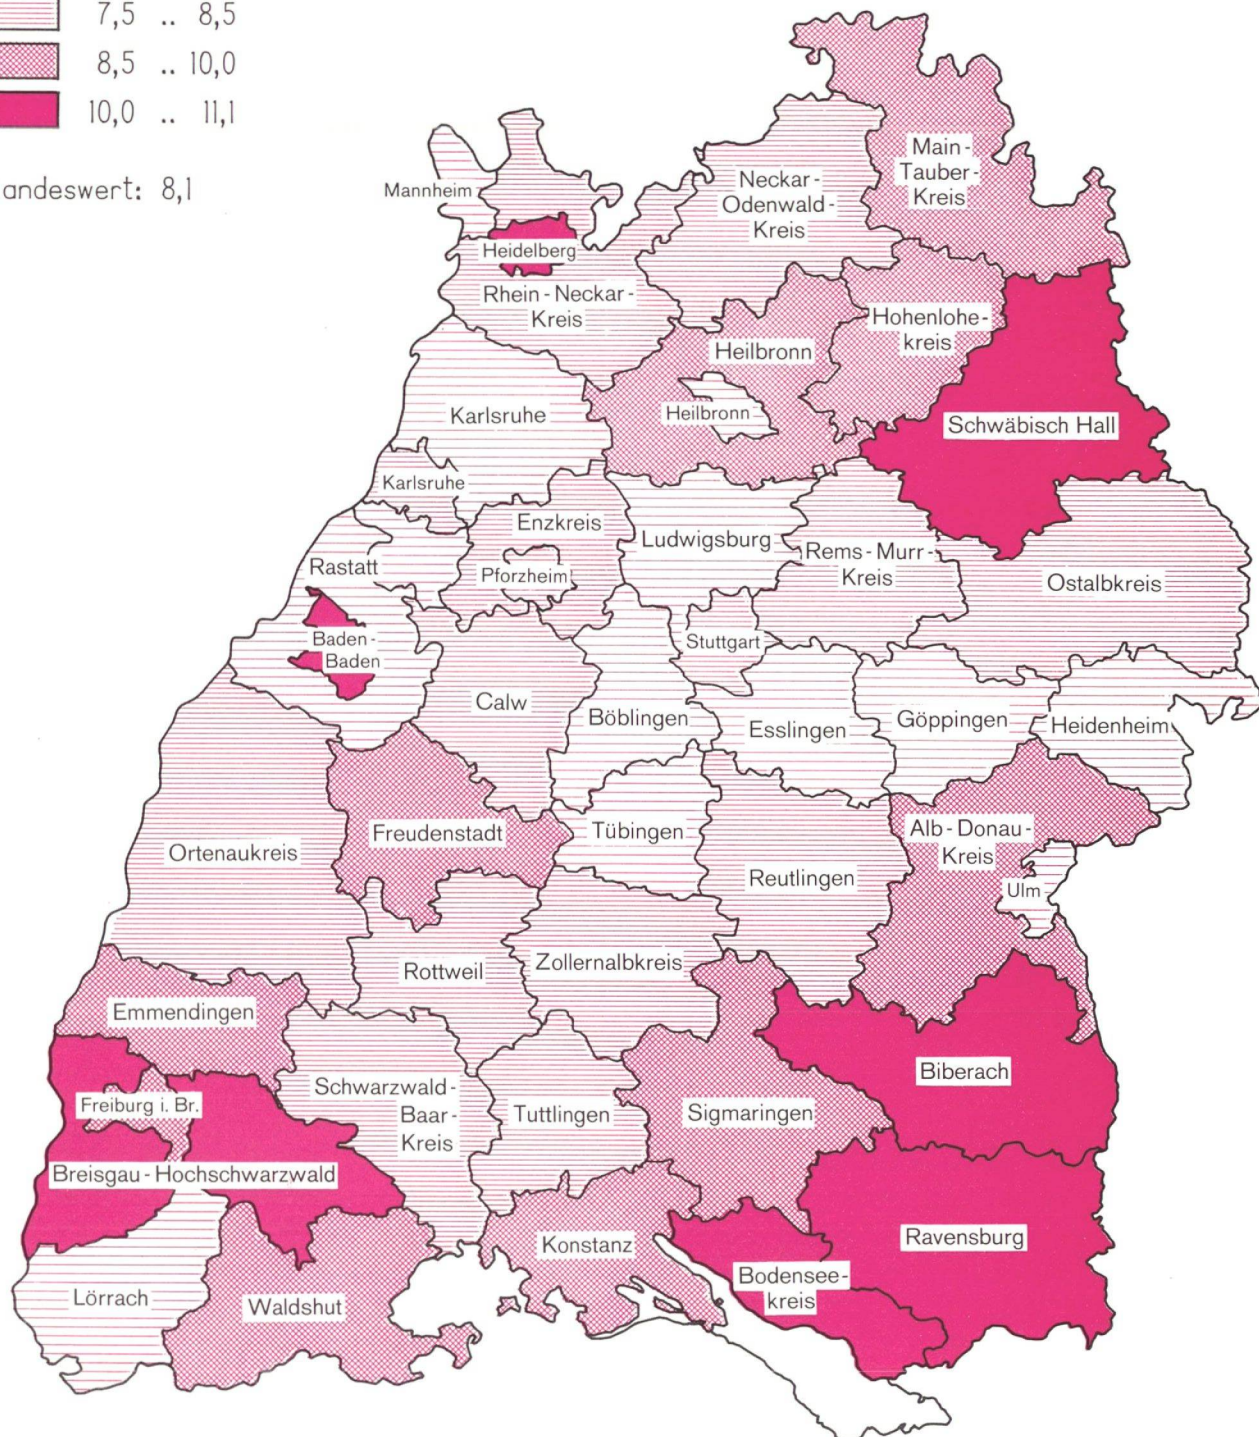 7,5 .. 8,5
8,5 .. 10,0
10,0 .. 11,1
andeswert: 8,1
Main-
Tauber-
Kreis
Neckar-
Odenwald-
Kreis
Mannheim
Heidelberg
Rhein-Neckar-
Kreis
Hohenlohe-
kreis
Heilbronn
Heilbronn
Karlsruhe
Schwäbisch Hall
Karlsruhe
Enzkreis
Ludwigsburg
Rems-Murr-
Kreis
Rastatt
Pforzheim
Ostalbkreis
Baden-
Baden
Stuttgart
Calw
Böblingen
Esslingen
Göppingen
Heidenheim
Freudenstadt
Tübingen
Alb-Donau-
Kreis
Ortenaukreis
Reutlingen
Ulm
Rottweil
Zollernalbkreis
Emmendingen
Biberach
Schwarzwald-
Baar-
Kreis
Freiburg i. Br.
Tuttlingen
Sigmaringen
Breisgau-Hochschwarzwald
Konstanz
Ravensburg
Bodensee-
kreis
Lörrach
Waldshut